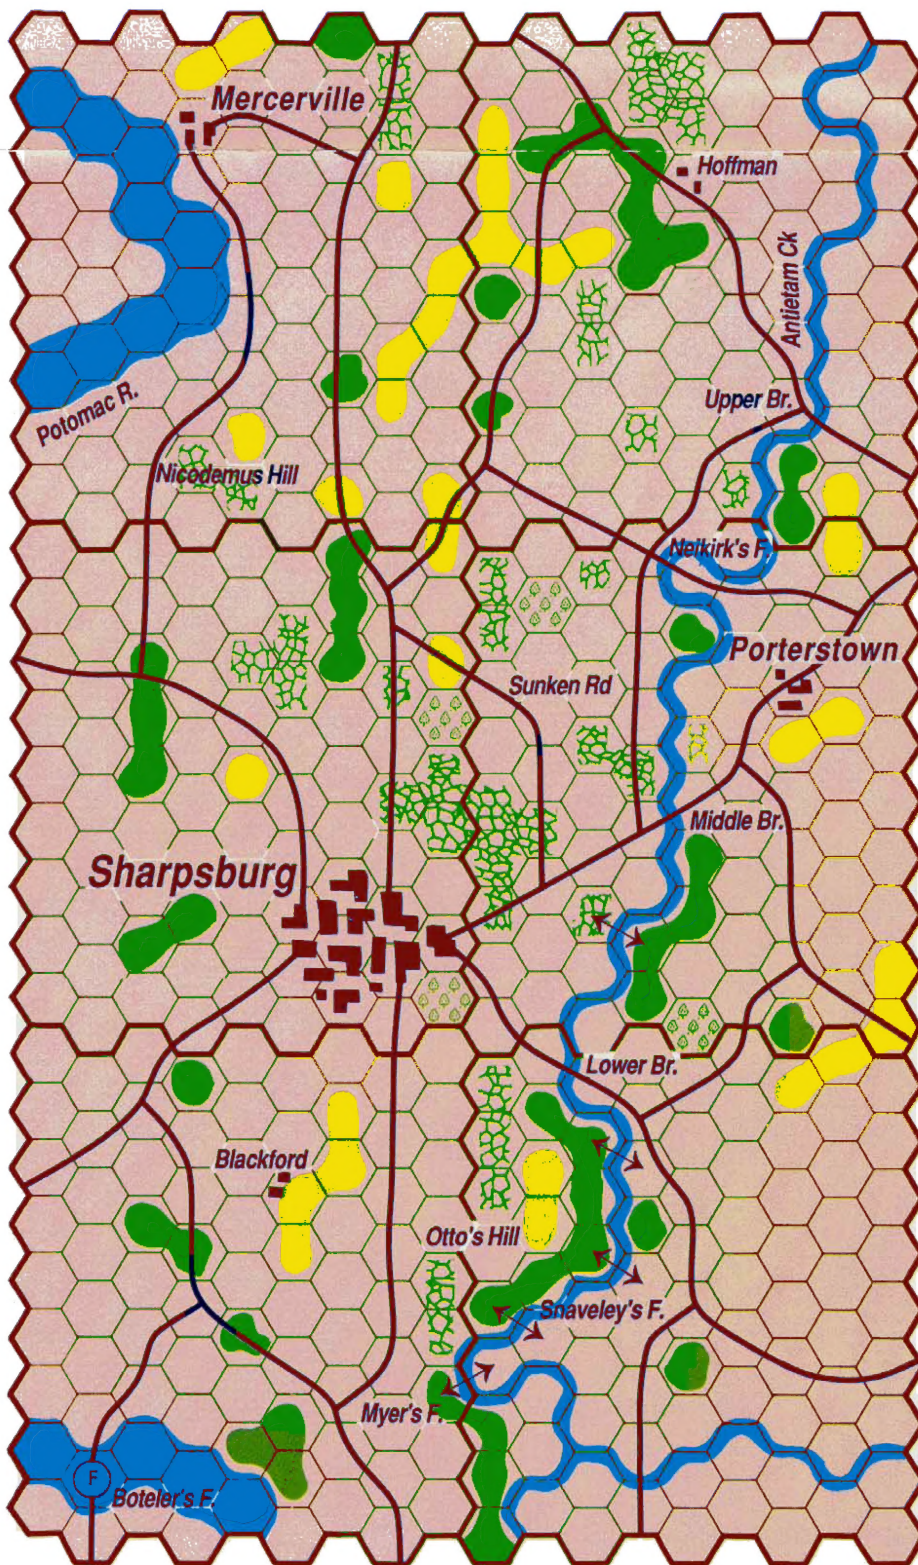 Mercerville
Hoffman
Antietam Ck
Potomac R.
Upper Br.
Nicodemus Hill
Neikirk's F.
Porterstown
Sunken Rd
Middle Br.
Sharpsburg
Lower Br.
Blackford
Otto's Hill
Snaveley's F.
Myer's F.
F
Boteler's F.